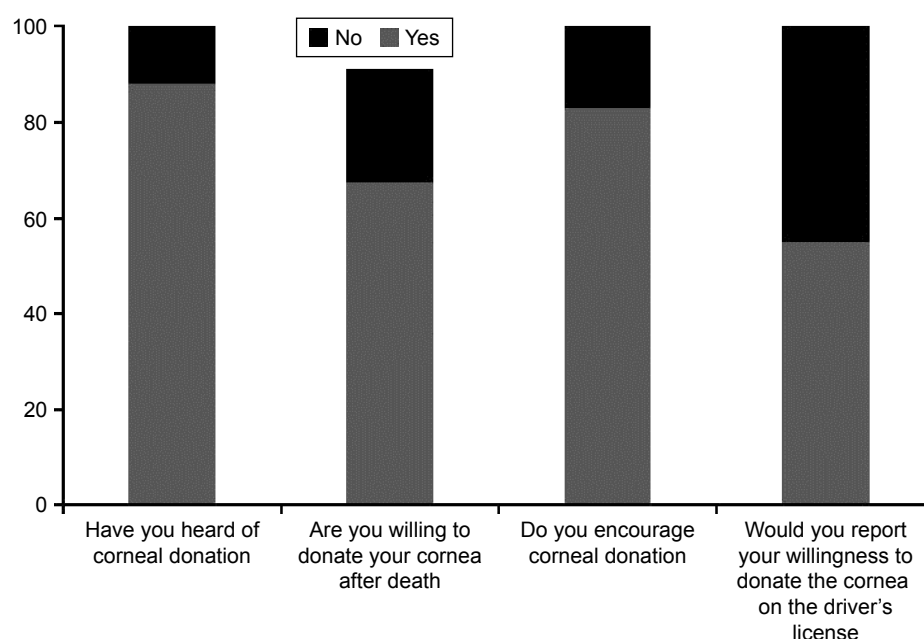 100
80
60
40
20
0
No Yes
Have you heard of
corneal donation
Are you willing to
donate your cornea
after death
Do you encourage
corneal donation
Would you report
your willingness to
donate the cornea
on the driver’s
license